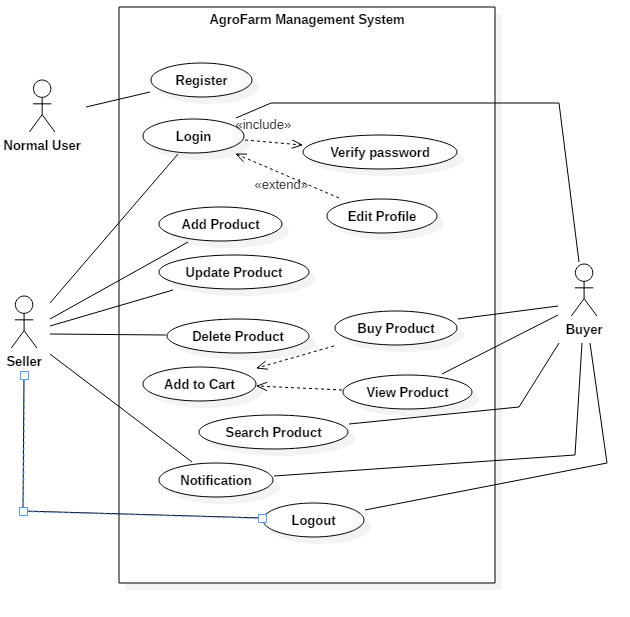 AgroFarm Management System
Register
Normal User
Login
«include»
Verify password
«extend»
Edit Profile
Add Product
Update Product
Buy Product
Buyer
Delete Product
Seller
Add to Cart
View Product
Search Product
Notification
Logout